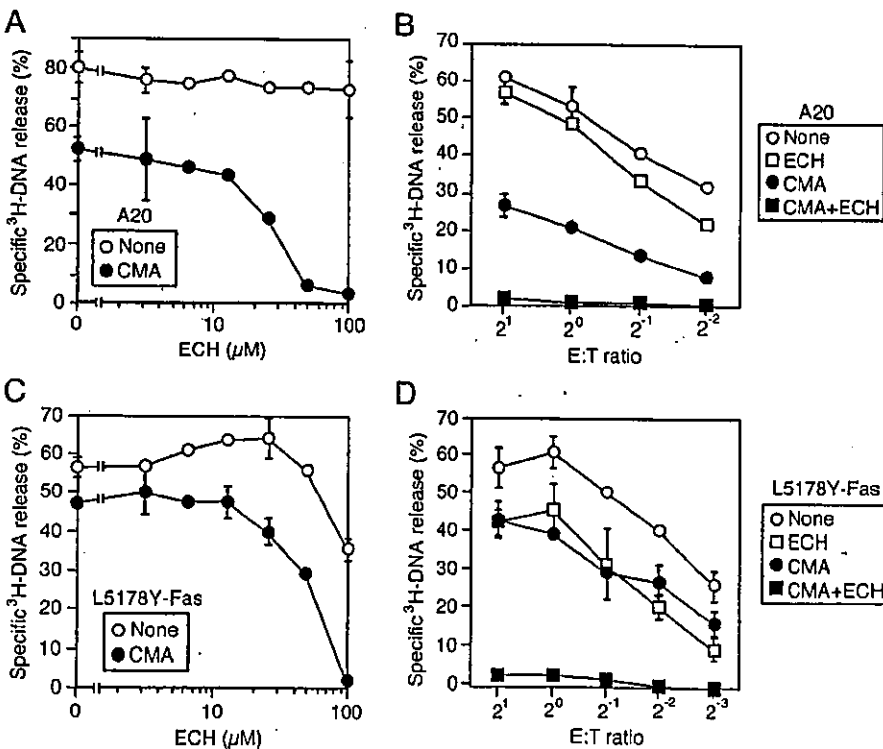 A
Specific ³H-DNA release (%)
80
60
40
20
0
A20
None
CMA
0
10
100
ECH (µM)
B
Specific ³H-DNA release (%)
70
60
50
40
30
20
10
0
2¹
2⁰
2⁻¹
2⁻²
E:T ratio
A20
None
ECH
CMA
CMA+ECH
C
Specific ³H-DNA release (%)
70
60
50
40
30
20
10
0
L5178Y-Fas
None
CMA
0
10
100
ECH (µM)
D
Specific ³H-DNA release (%)
70
60
50
40
30
20
10
0
2¹
2⁰
2⁻¹
2⁻²
2⁻³
E:T ratio
L5178Y-Fas
None
ECH
CMA
CMA+ECH